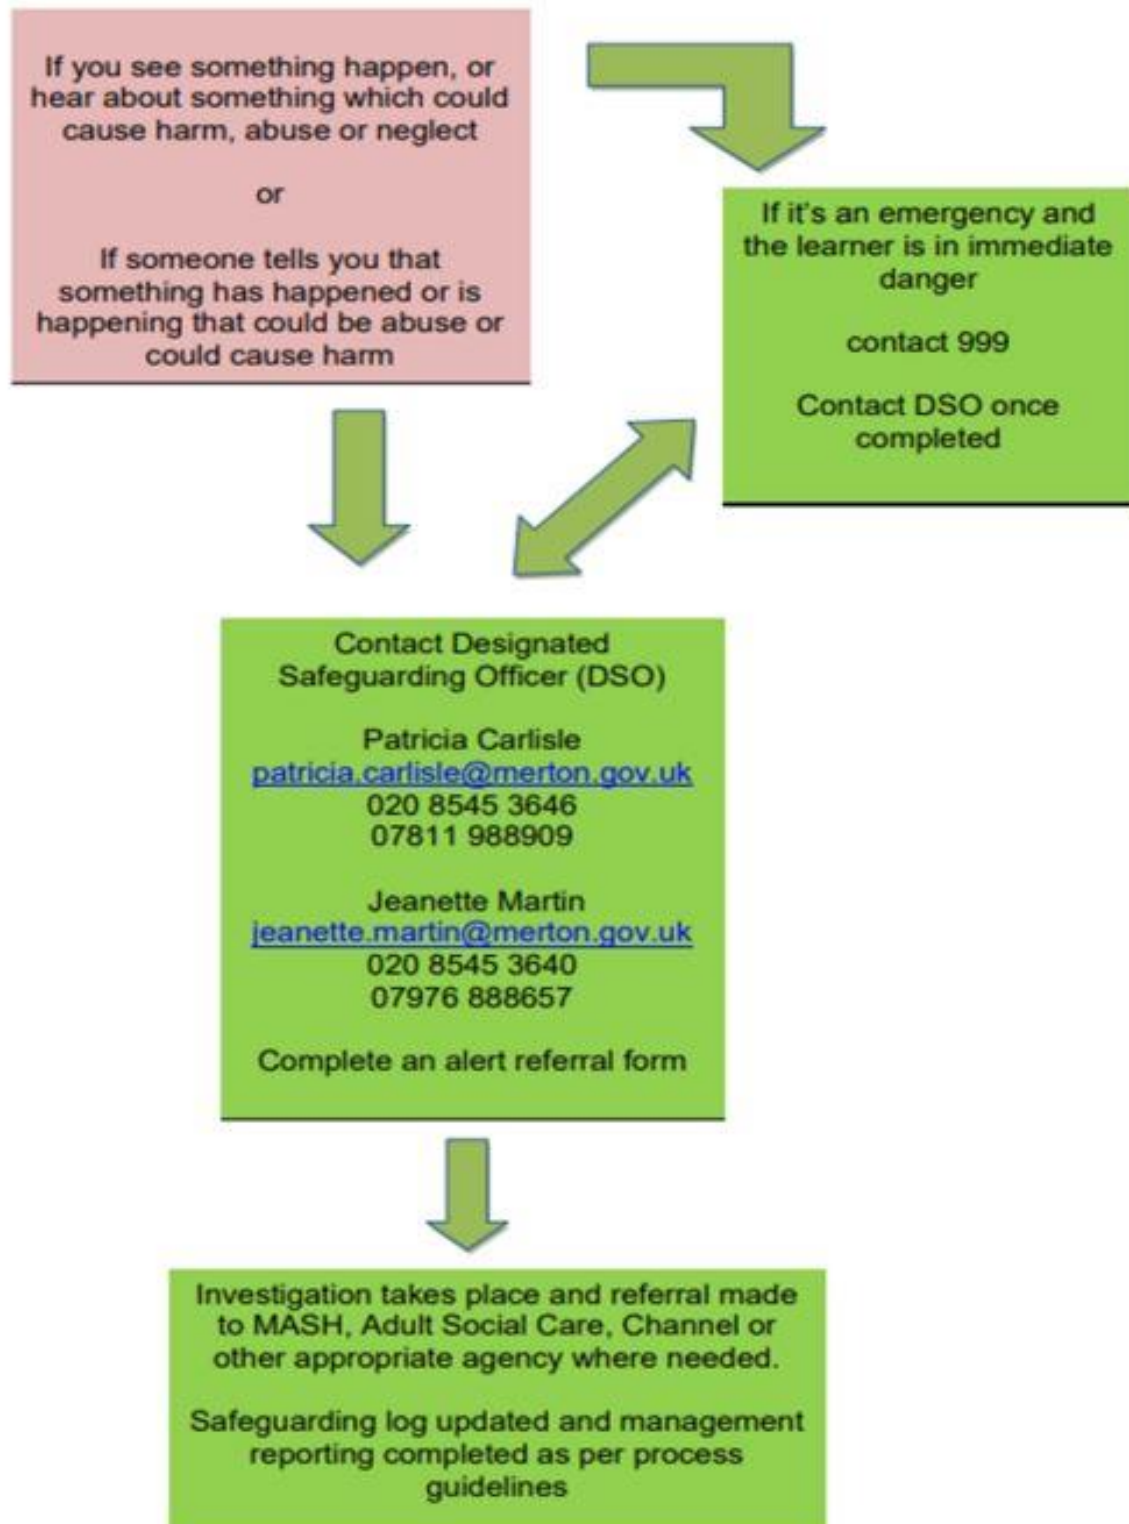 If you see something happen, or
hear about something which could
cause harm, abuse or neglect
or
If someone tells you that
something has happened or is
happening that could be abuse or
could cause harm
If it's an emergency and
the learner is in immediate
danger
contact 999
Contact DSO once
completed
Contact Designated
Safeguarding Officer (DSO)
Patricia Carlisle
patricia.carlisle@merton.gov.uk
020 8545 3646
07811 988909
Jeanette Martin
jeanette.martin@merton.gov.uk
020 8545 3640
07976 888657
Complete an alert referral form
Investigation takes place and referral made
to MASH, Adult Social Care, Channel or
other appropriate agency where needed.
Safeguarding log updated and management
reporting completed as per process
guidelines